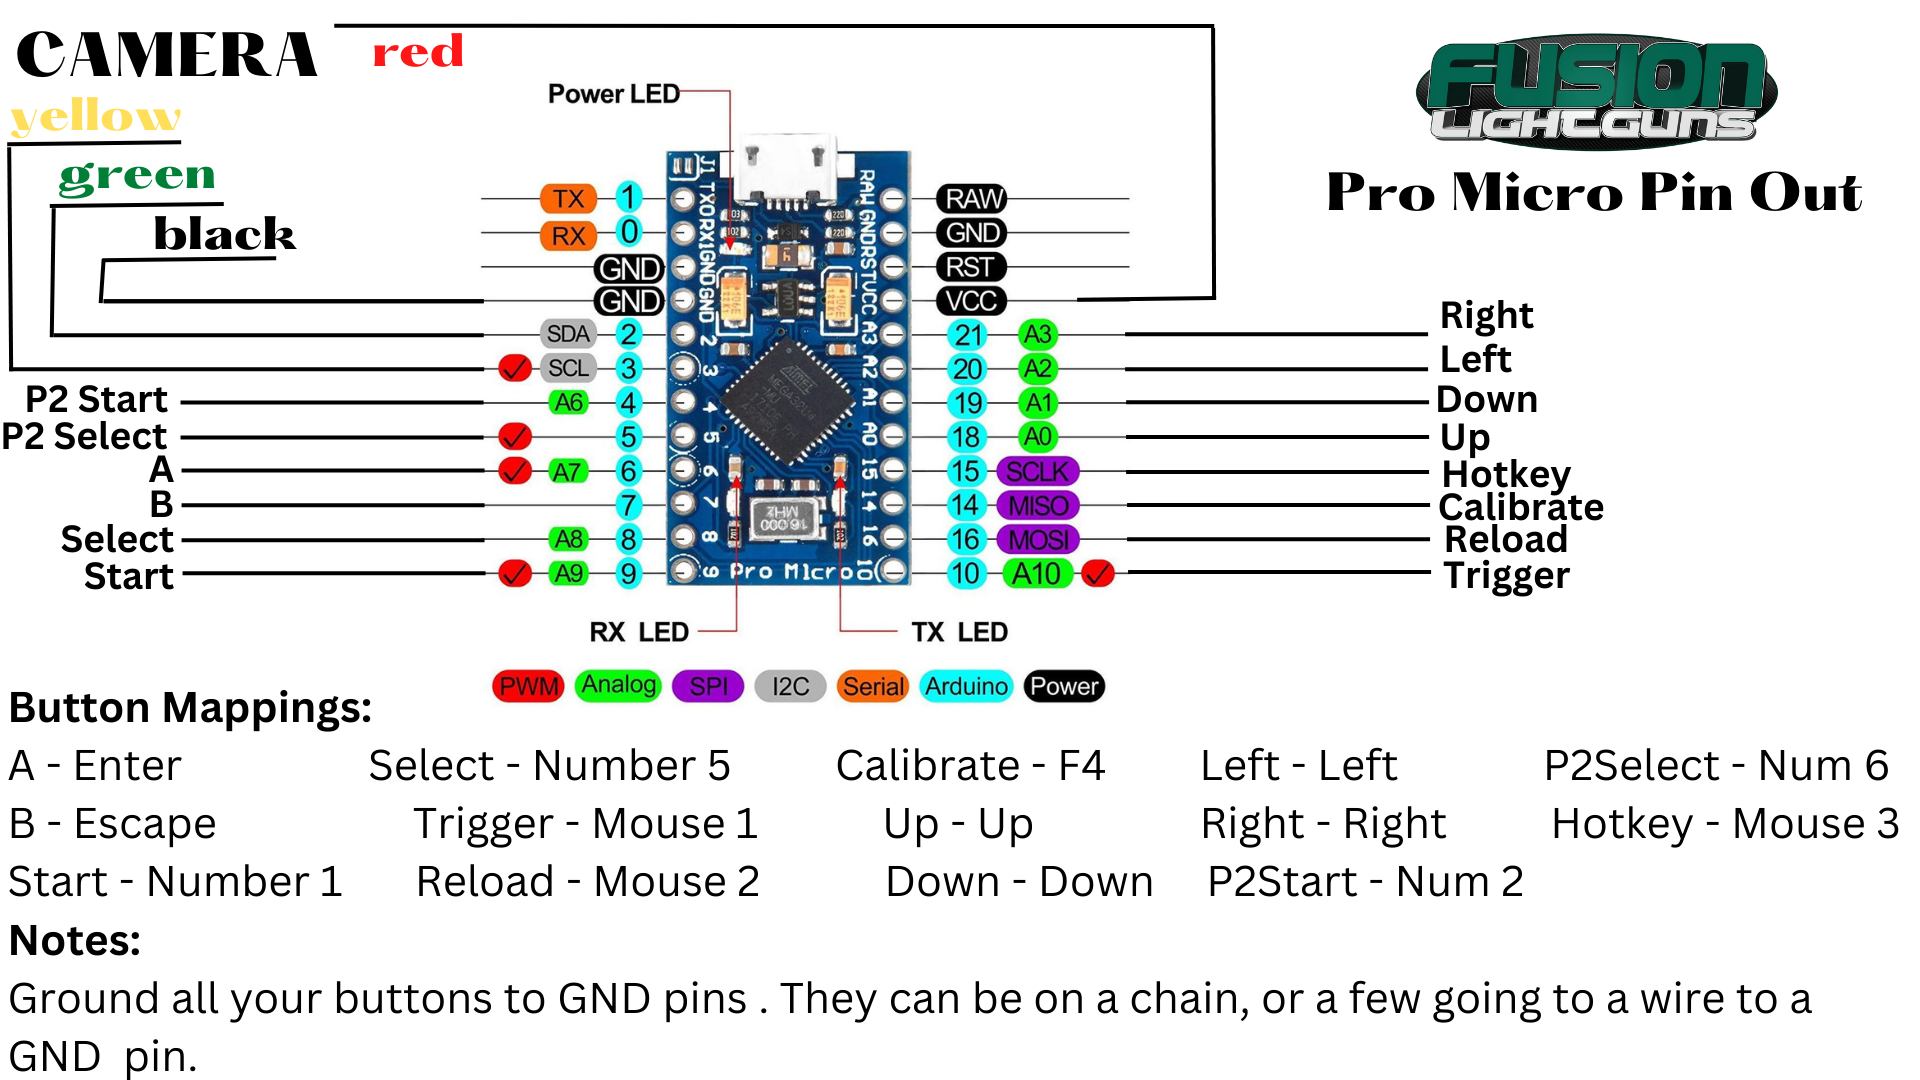 CAMERA
red
yellow
green
black
FUSION
LIGHTGUNS
Pro Micro Pin Out
Power LED
J1
TX 1
RX 0
GND
GND
SDA 2
SCL 3
A6 4
5
A7 6
7
A8 8
A9 9
TX0 RX1 GND GND 2 3 4 5 6 7 8 9
RAW GND RST VCC A3 A2 A1 A0 15 14 16 10
16.000
MHz
Pro Micro
RAW
GND
RST
VCC
21 A3
20 A2
19 A1
18 A0
15 SCLK
14 MISO
16 MOSI
10 A10
P2 Start
P2 Select
A
B
Select
Start
Right
Left
Down
Up
Hotkey
Calibrate
Reload
Trigger
RX LED
TX LED
PWM Analog SPI I2C Serial Arduino Power
Button Mappings:
A - Enter Select - Number 5 Calibrate - F4 Left - Left P2Select - Num 6
B - Escape Trigger - Mouse 1 Up - Up Right - Right Hotkey - Mouse 3
Start - Number 1 Reload - Mouse 2 Down - Down P2Start - Num 2
Notes:
Ground all your buttons to GND pins . They can be on a chain, or a few going to a wire to a
GND pin.